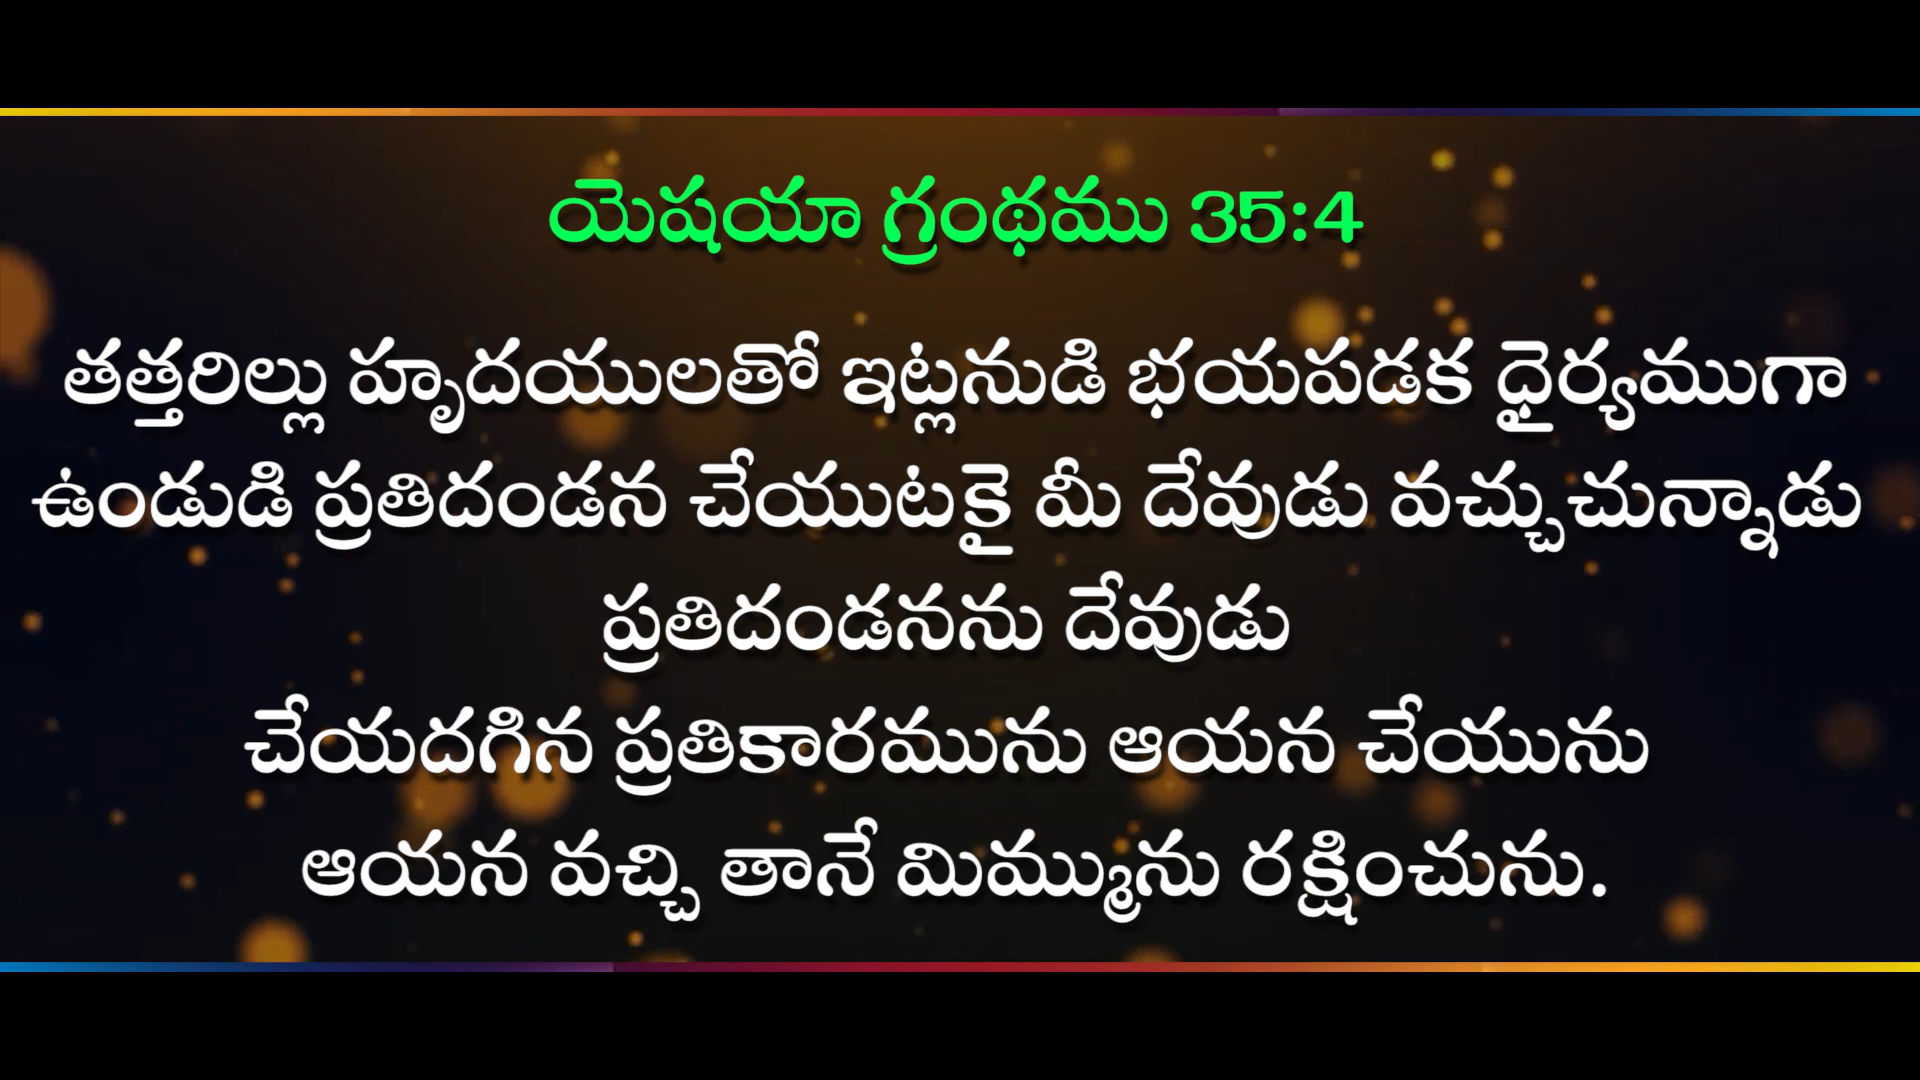 యెషయా గ్రంథము 35:4
తత్తరిల్లు హృదయులతో ఇట్లనుడి భయపడక ధైర్యముగా
ఉండుడి ప్రతిదండన చేయుటకై మీ దేవుడు వచ్చుచున్నాడు
ప్రతిదండనను దేవుడు
చేయదగిన ప్రతికారమును ఆయన చేయును
ఆయన వచ్చి తానే మిమ్మును రక్షించును.